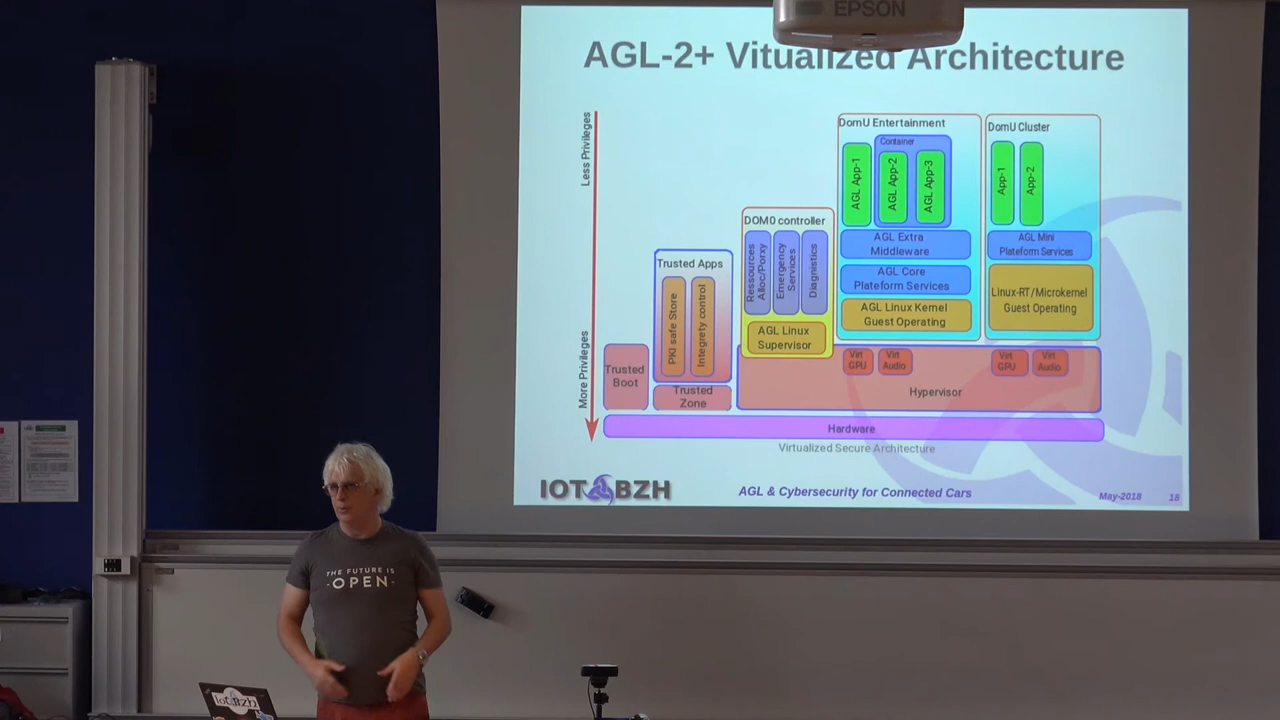 EPSON
AGL-2+ Vitualized Architecture
Less Privileges
More Privileges
DomU Entertainment
Container
AGL App-1
AGL App-2
AGL App-3
AGL Extra
Middleware
AGL Core
Plateform Services
AGL Linux Kernel
Guest Operating
DomU Cluster
App-1
App-2
AGL Mini
Plateform Services
Linux-RT/Microkernel
Guest Operating
DOM0 controller
Ressources
Alloc/Porxy
Emergency
Services
Diagnistics
AGL Linux
Supervisor
Trusted Apps
PKI safe Store
Integrety control
Trusted
Boot
Trusted
Zone
Virt
GPU
Virt
Audio
Virt
GPU
Virt
Audio
Hypervisor
Hardware
Virtualized Secure Architecture
IOT BZH
AGL & Cybersecurity for Connected Cars
May-2018
18
THE FUTURE IS
-OPEN-
IoT BZh